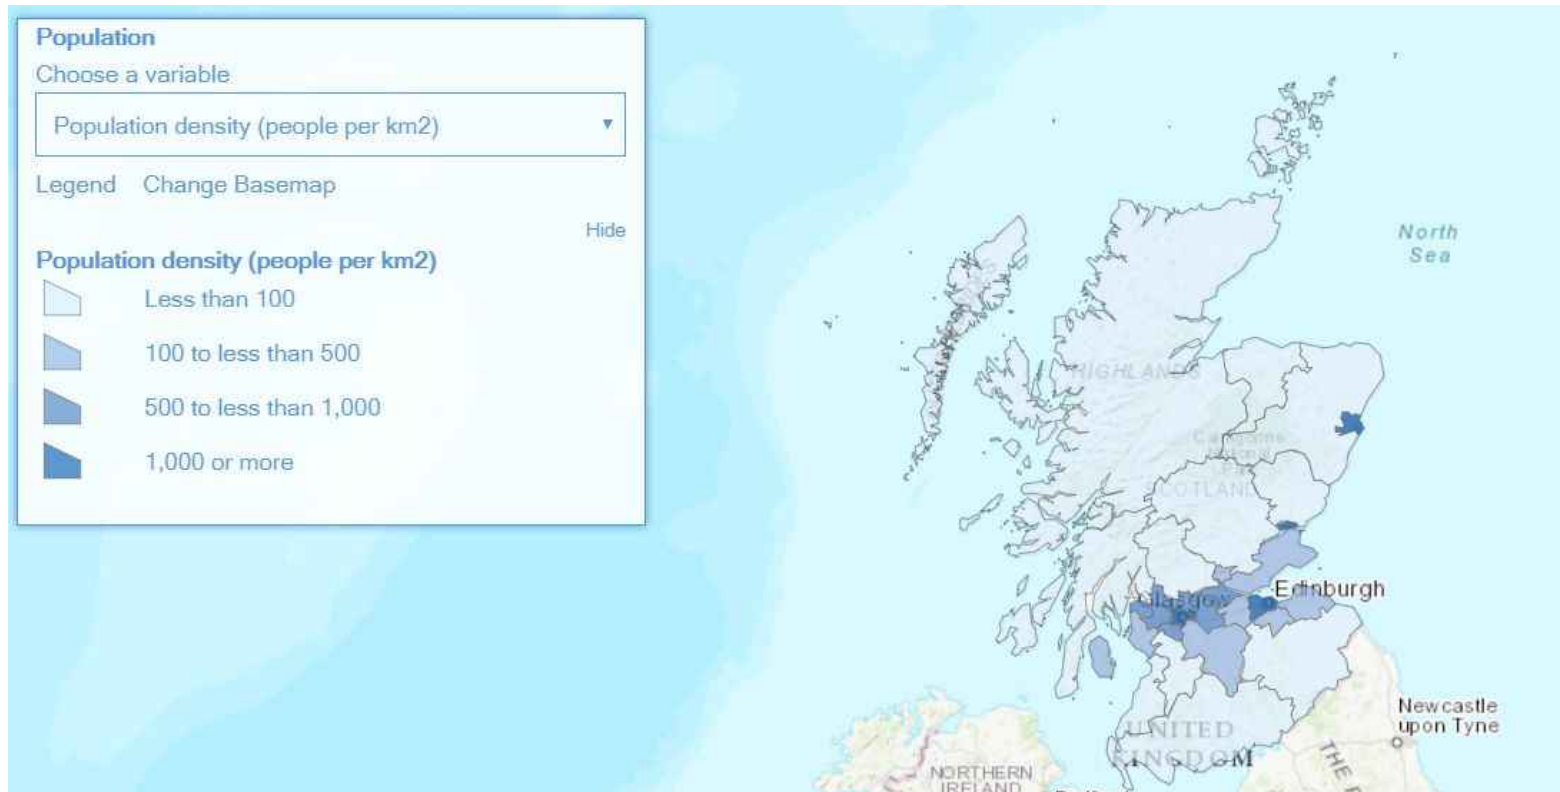 Population
Choose a variable
Population density (people per km2)
Legend Change Basemap
Hide
Population density (people per km2)
Less than 100
100 to less than 500
500 to less than 1,000
1,000 or more
North
Sea
HIGHLANDS
SCOTLAND
Edinburgh
Glasgow
Newcastle
upon Tyne
UNITED
KINGDOM
NORTHERN
IRELAND
THE